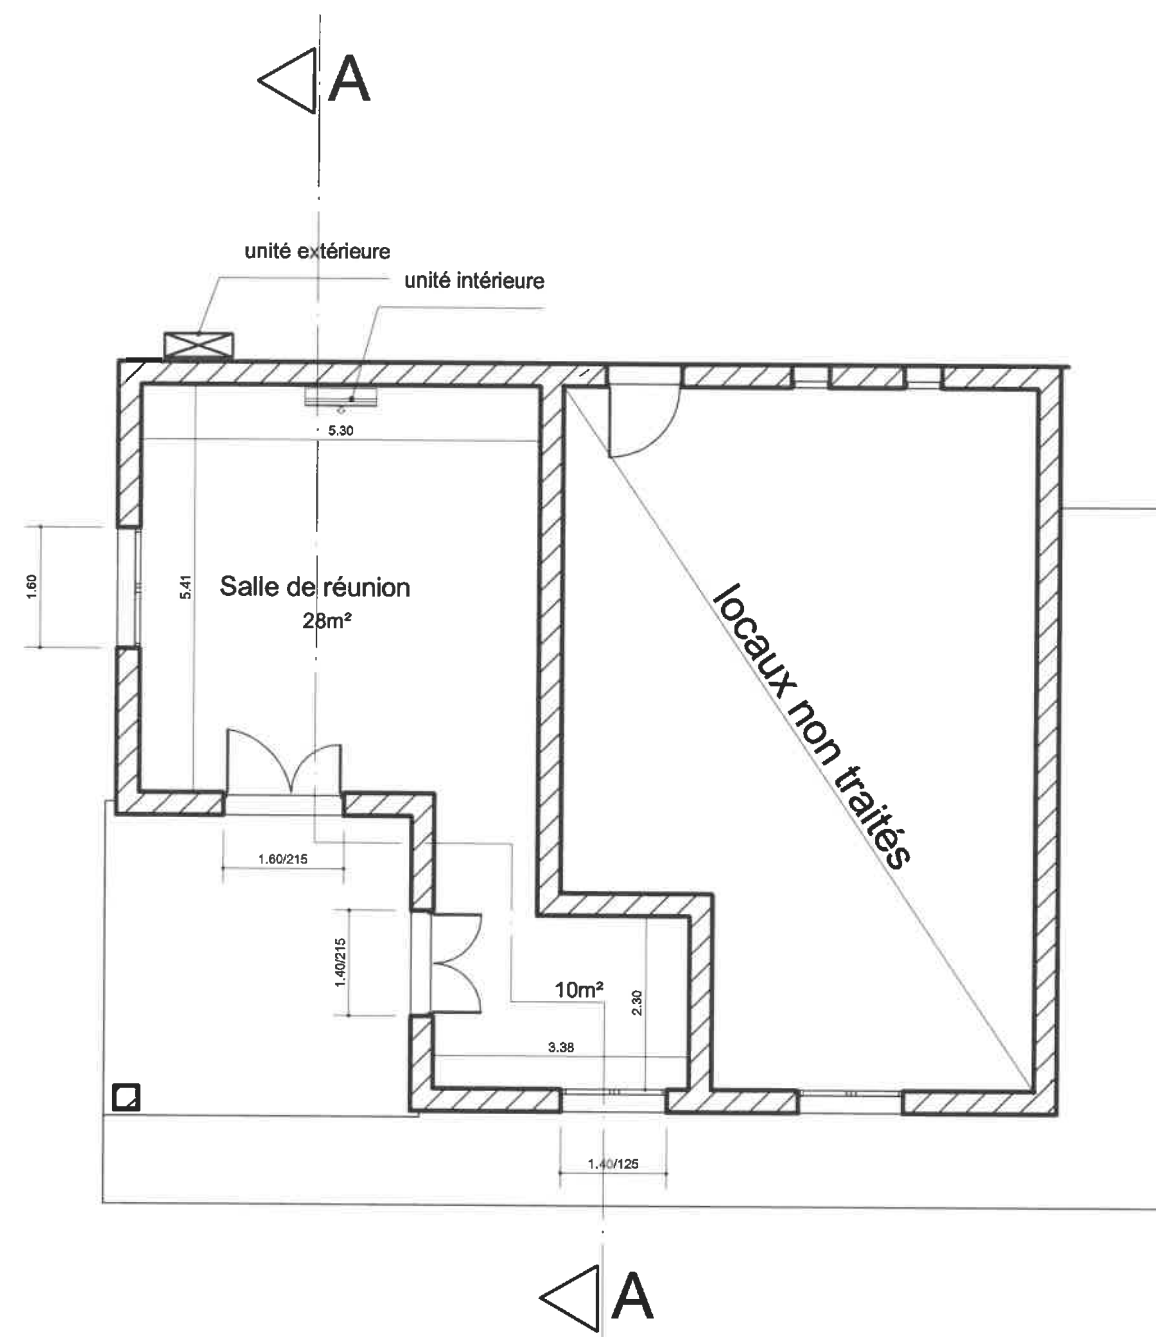 A
unité extérieure
unité intérieure
5.30
1.60
5.41
Salle de réunion
28m²
locaux non traités
1.60/215
1.40/215
10m²
2.30
3.38
1.40/125
A